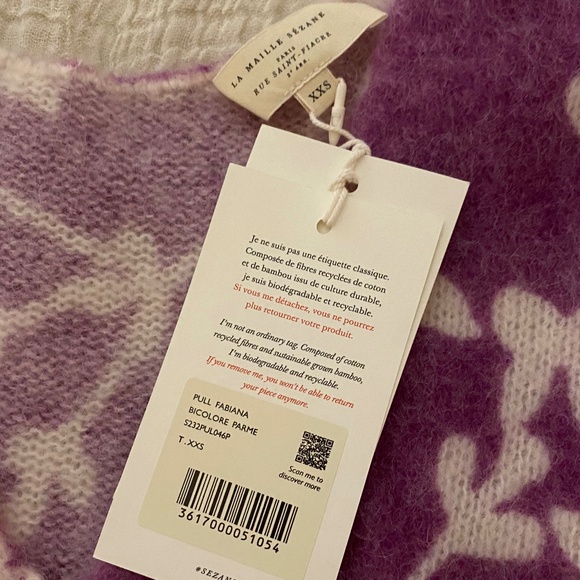 LA MAILLE SÉZANE
PARIS
RUE SAINT-FIACRE
2e ARR.
XXS
Je ne suis pas une étiquette classique.
Composée de fibres recyclées de coton
et de bambou issu de culture durable,
je suis biodégradable et recyclable.
Si vous me détachez, vous ne pourrez
plus retourner votre produit.
I'm not an ordinary tag. Composed of cotton
recycled fibres and sustainable grown bamboo,
I'm biodegradable and recyclable.
If you remove me, you won't be able to return
your piece anymore.
PULL FABIANA
BICOLORE PARME
S232PUL046P
T.XXS
Scan me to
discover more
3617000051054